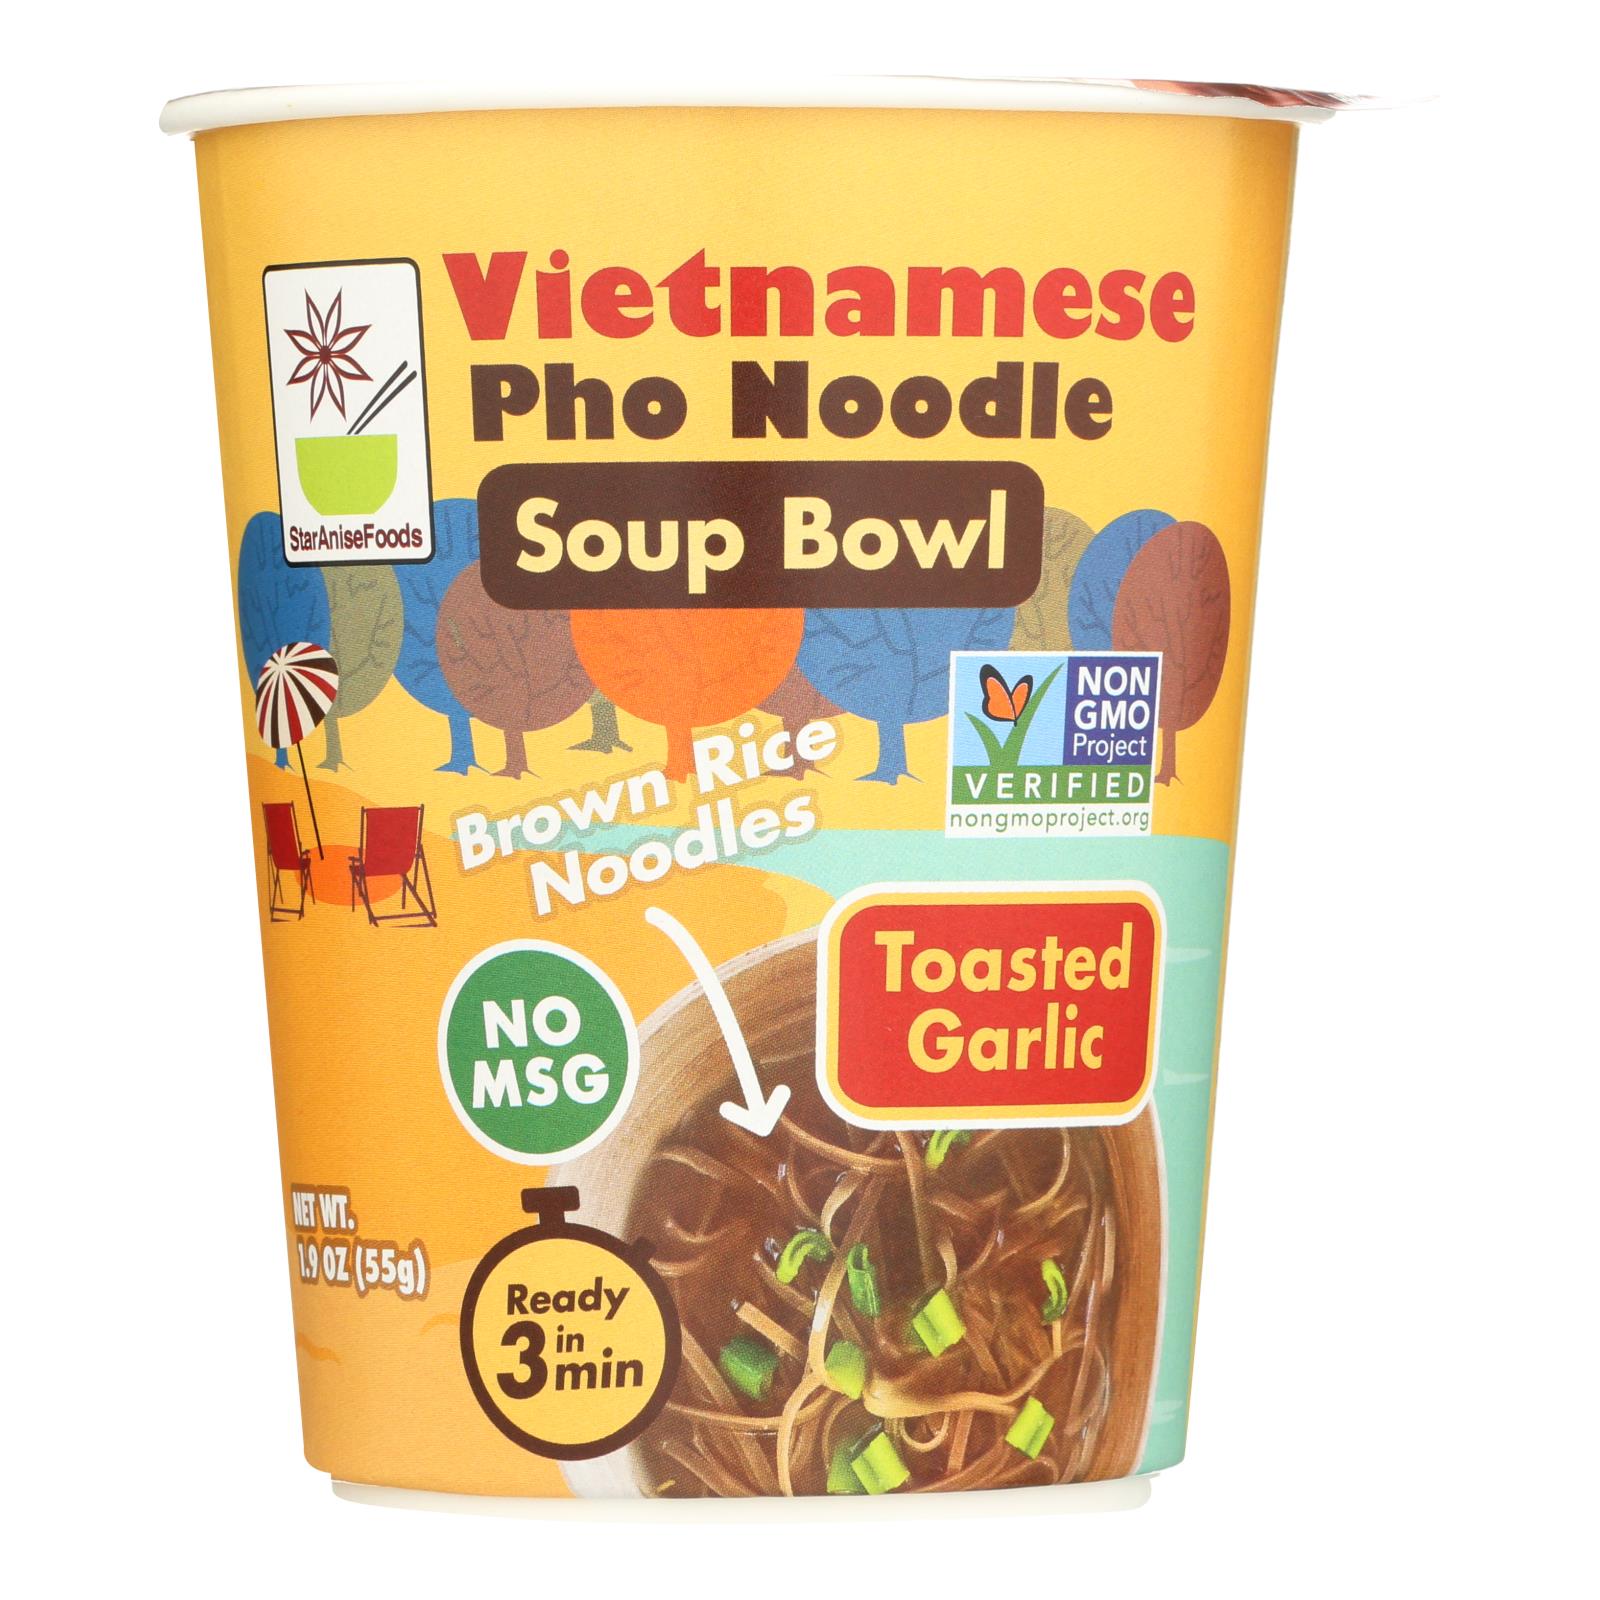 Vietnamese
Pho Noodle
Soup Bowl
StarAniseFoods
NON
GMO
Project
VERIFIED
nongmoproject.org
Brown Rice
Noodles
Toasted
Garlic
NO
MSG
NET WT.
1.9 OZ (55g)
Ready
3 in
min